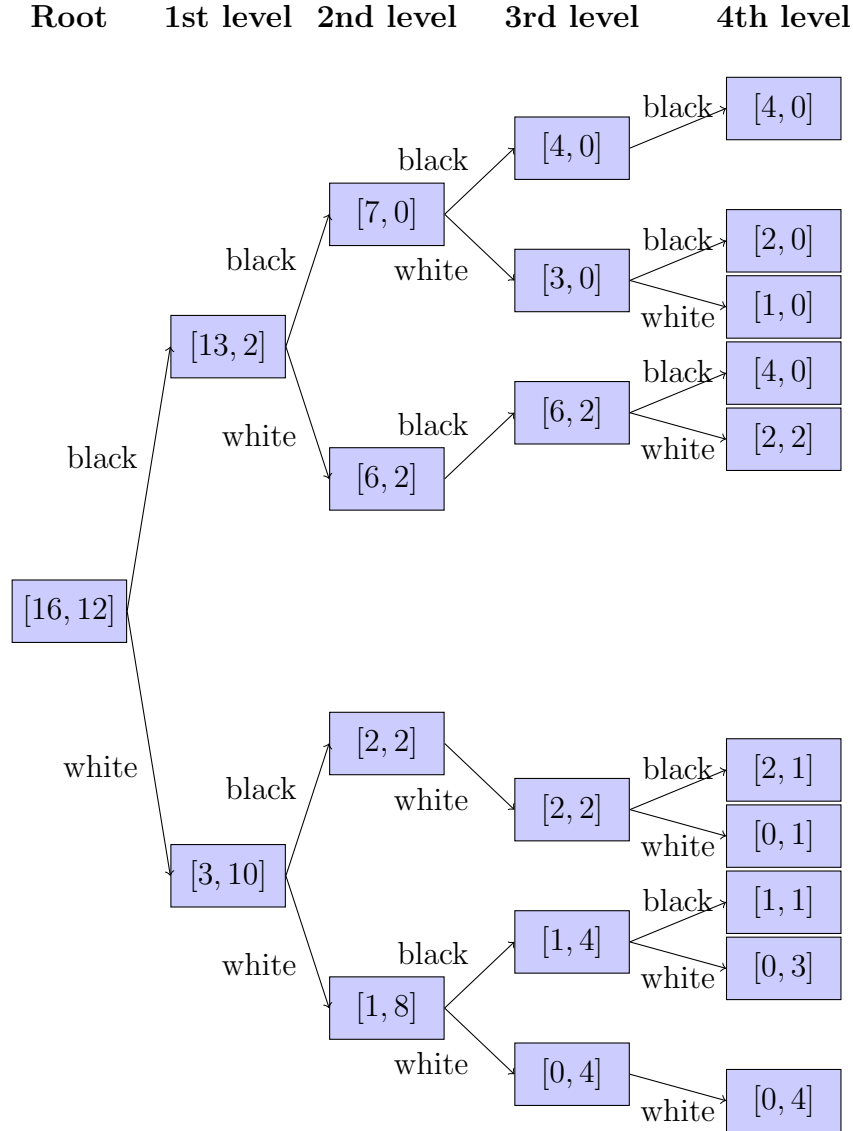 Root 1st level 2nd level 3rd level 4th level
black [4, 0]
[4, 0]
black
[7, 0]
black [2, 0]
black
white
[3, 0]
white [1, 0]
[13, 2]
black [4, 0]
[6, 2]
black
white
white [2, 2]
black
[6, 2]
[16, 12]
[2, 2]
white
black [2, 1]
black
white
[2, 2]
white [0, 1]
[3, 10]
black [1, 1]
[1, 4]
black
white
white [0, 3]
[1, 8]
white
[0, 4]
white [0, 4]